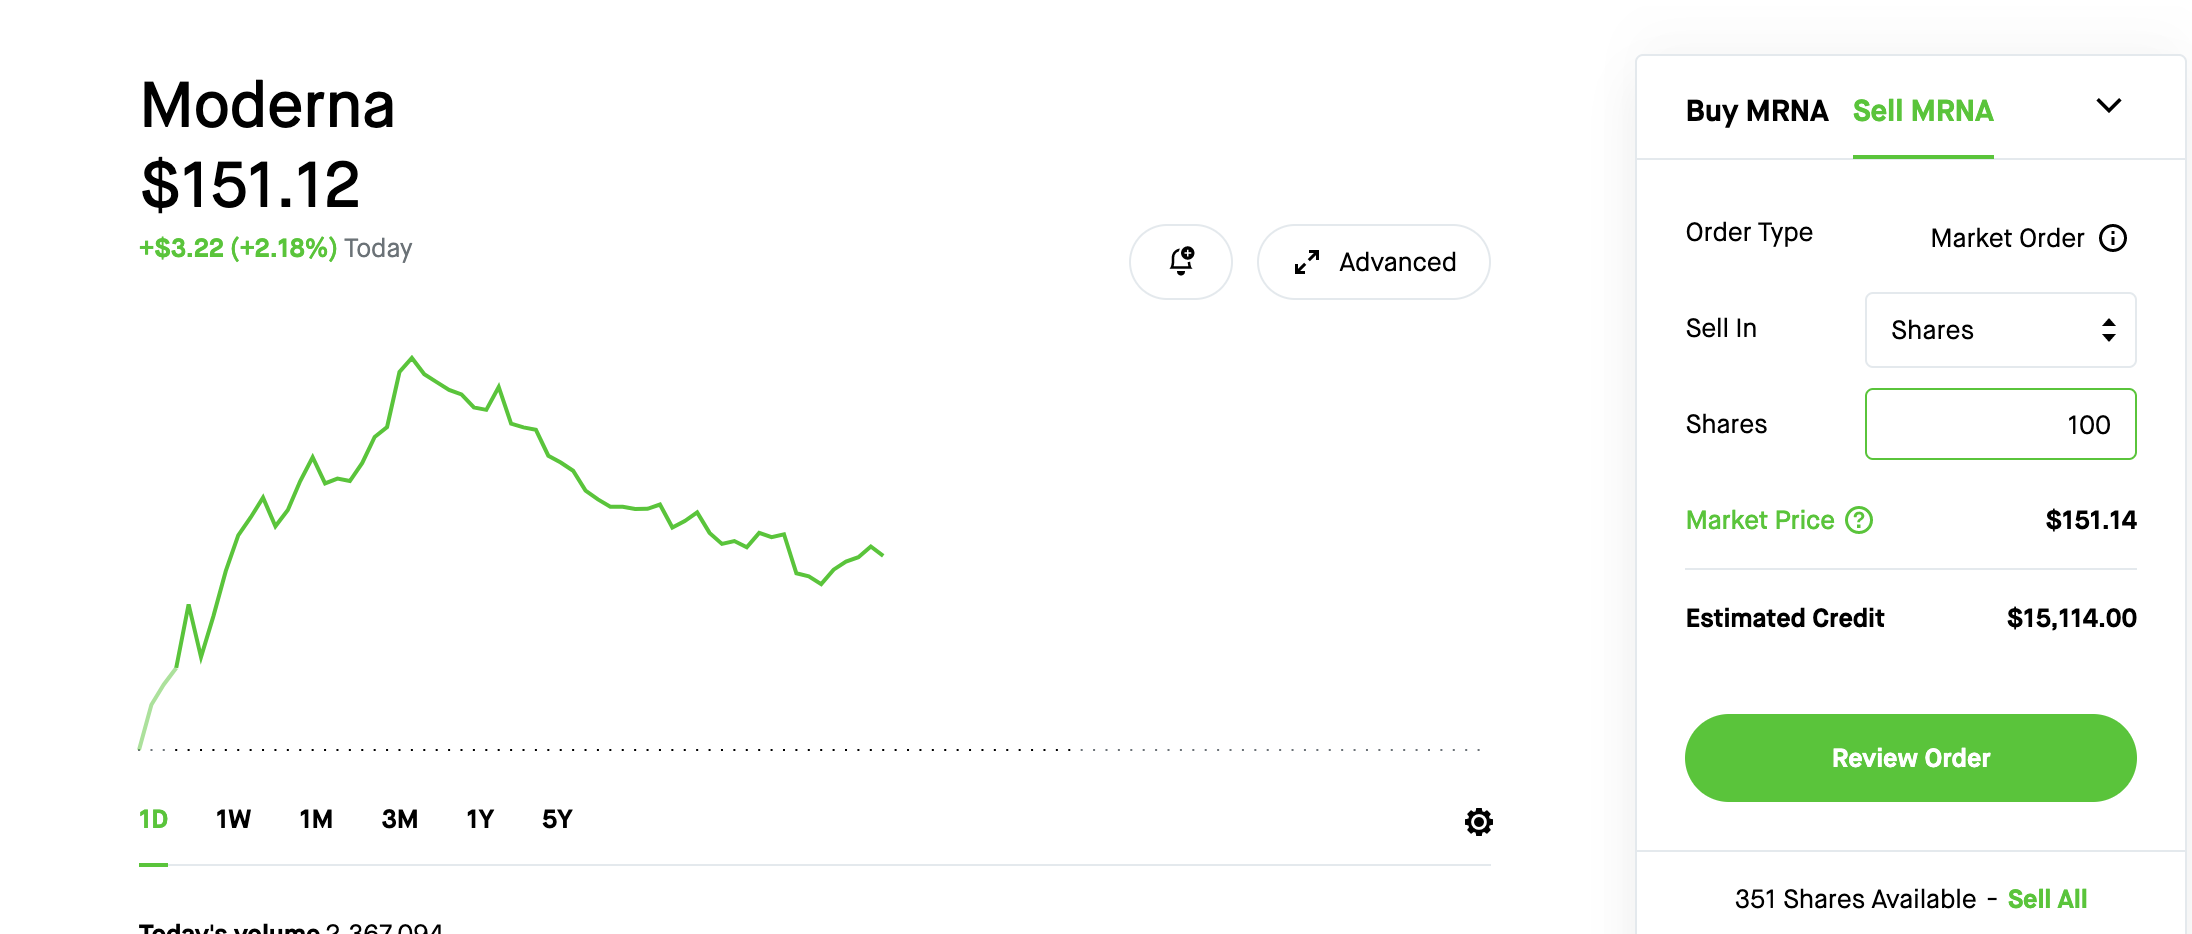 Moderna
$151.12
+$3.22 (+2.18%) Today
Advanced
1D 1W 1M 3M 1Y 5Y
Today's volume 2,367,094
Buy MRNA Sell MRNA
Order Type Market Order
Sell In Shares
Shares 100
Market Price $151.14
Estimated Credit $15,114.00
Review Order
351 Shares Available - Sell All